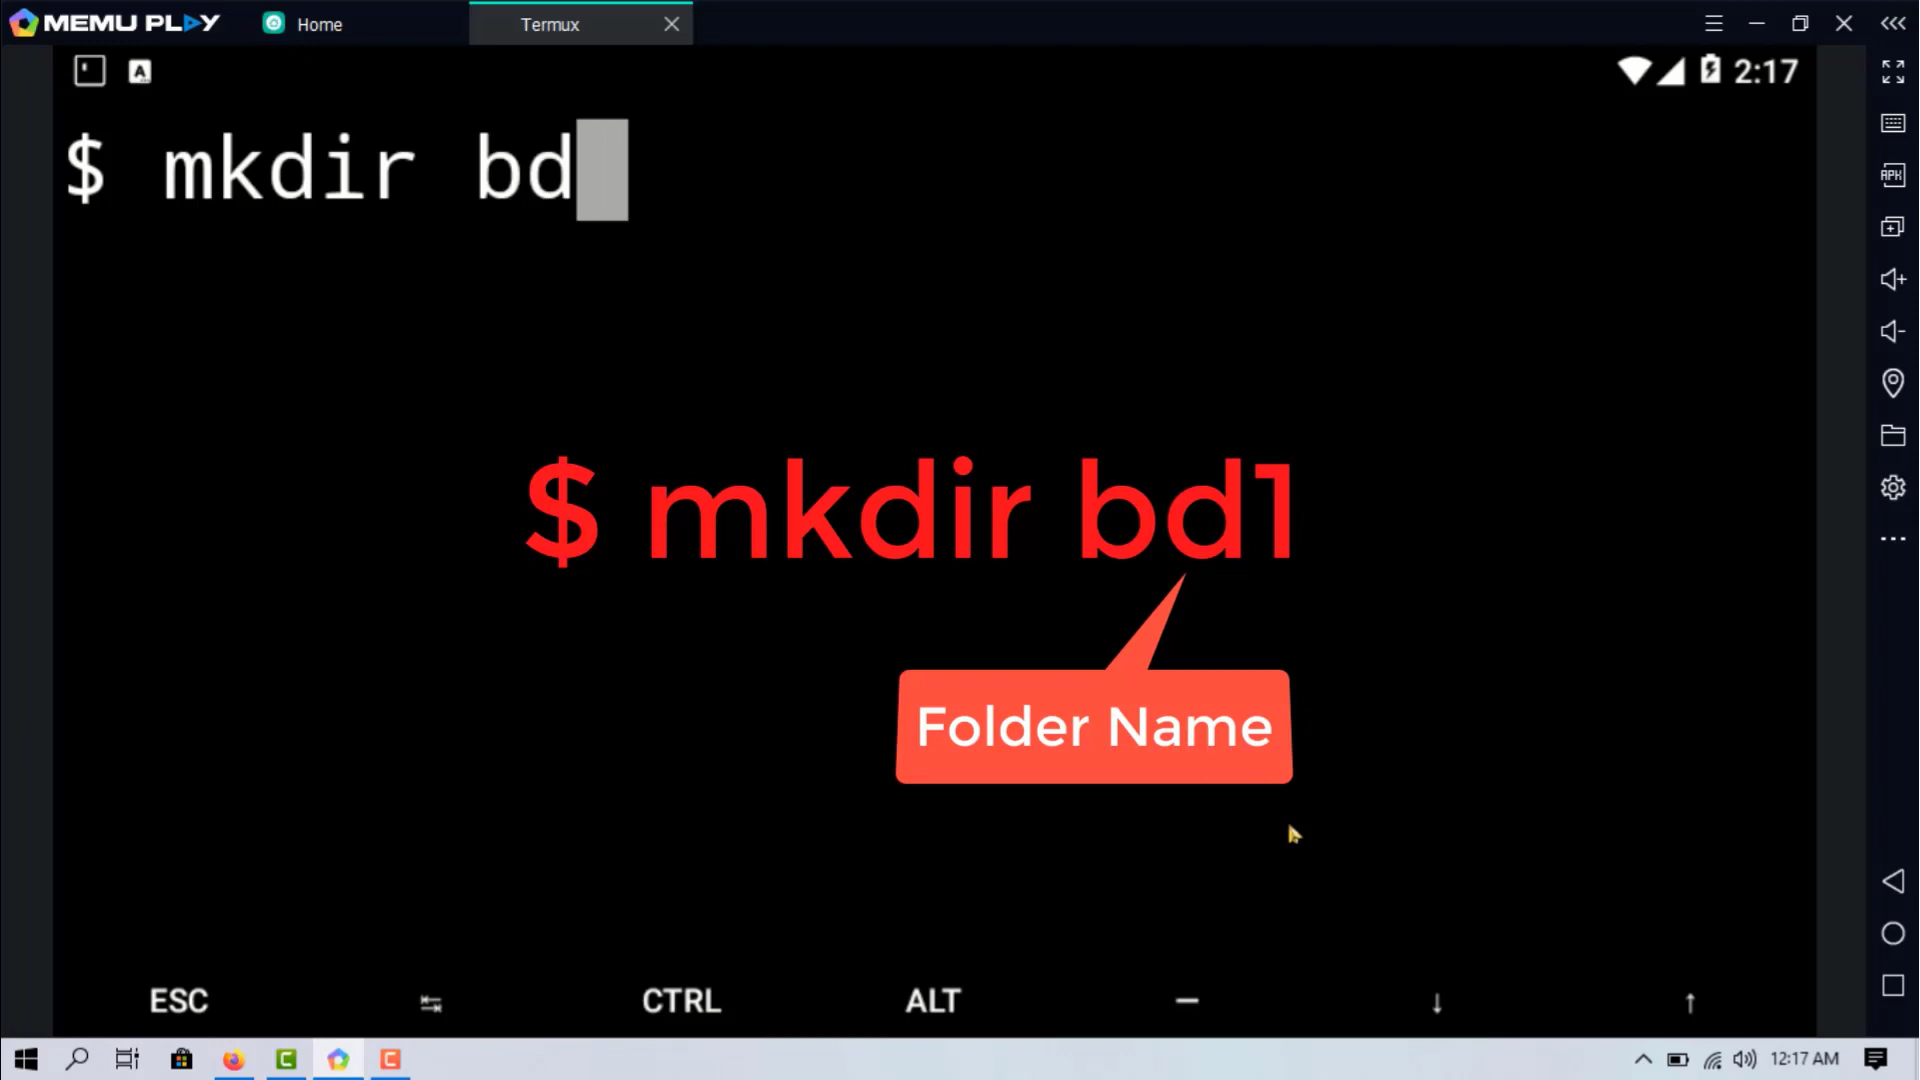 MEMU PLAY
Home
Termux
A
2:17
$ mkdir bd
APK
$ mkdir bd1
Folder Name
ESC
CTRL
ALT
—
↓
↑
12:17 AM